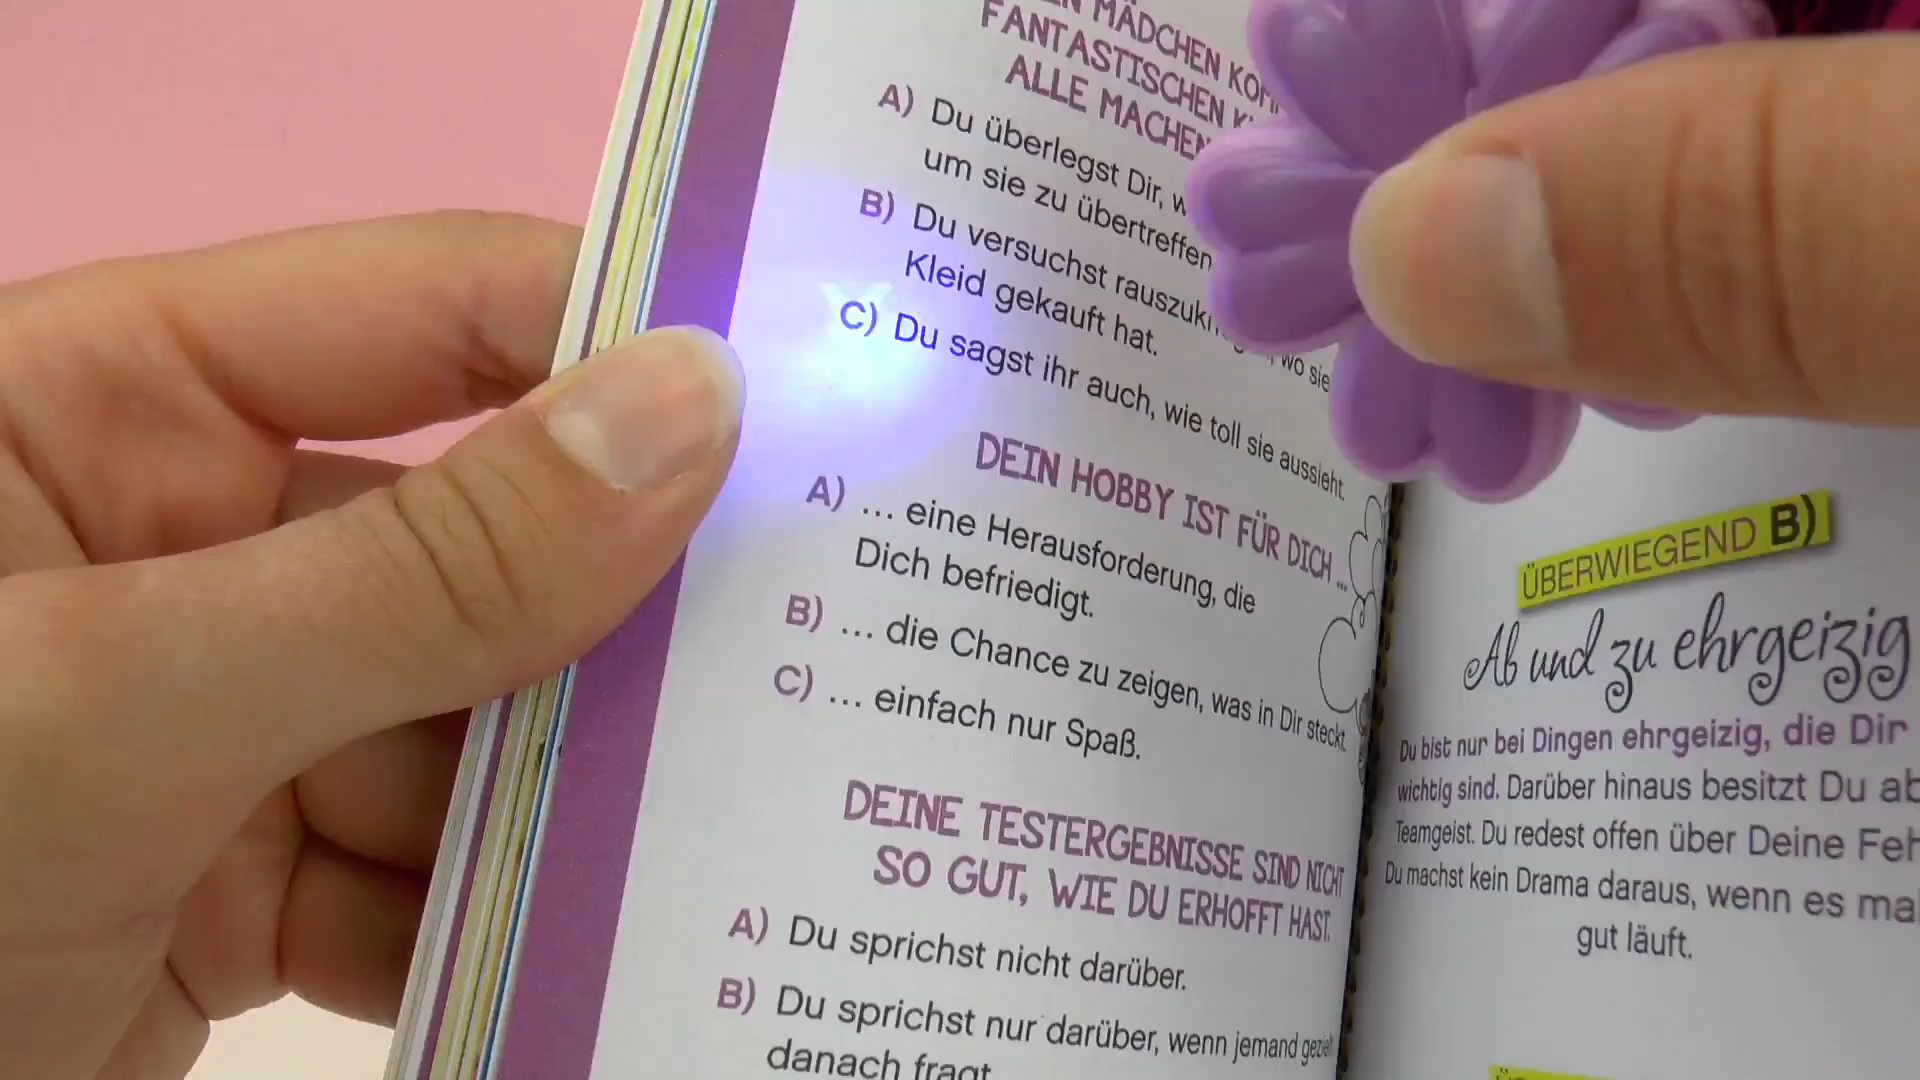 MÄDCHEN
FANTASTISCHEN
ALLE MACHEN
A) Du überlegst Dir,
um sie zu übertreffen
B) Du versuchst
wo sie
Kleid gekauft hat.
C) Du sagst ihr auch, wie toll sie aussieht.
DEIN HOBBY IST FÜR DICH ...
A) ... eine Herausforderung, die
Dich befriedigt.
B) ... die Chance zu zeigen, was in Dir steckt
C) ... einfach nur Spaß.
DEINE TESTERGEBNISSE SIND NICHT
SO GUT, WIE DU ERHOFFT HAST.
A) Du sprichst nicht darüber.
B) Du sprichst nur darüber, wenn jemand
danach fragt
ÜBERWIEGEND B)
Ab und zu ehrgeizig
Du bist nur bei Dingen ehrgeizig, die Dir
wichtig sind. Darüber hinaus besitzt Du
Teamgeist. Du redest offen über Deine
Du machst kein Drama daraus, wenn es
gut läuft.